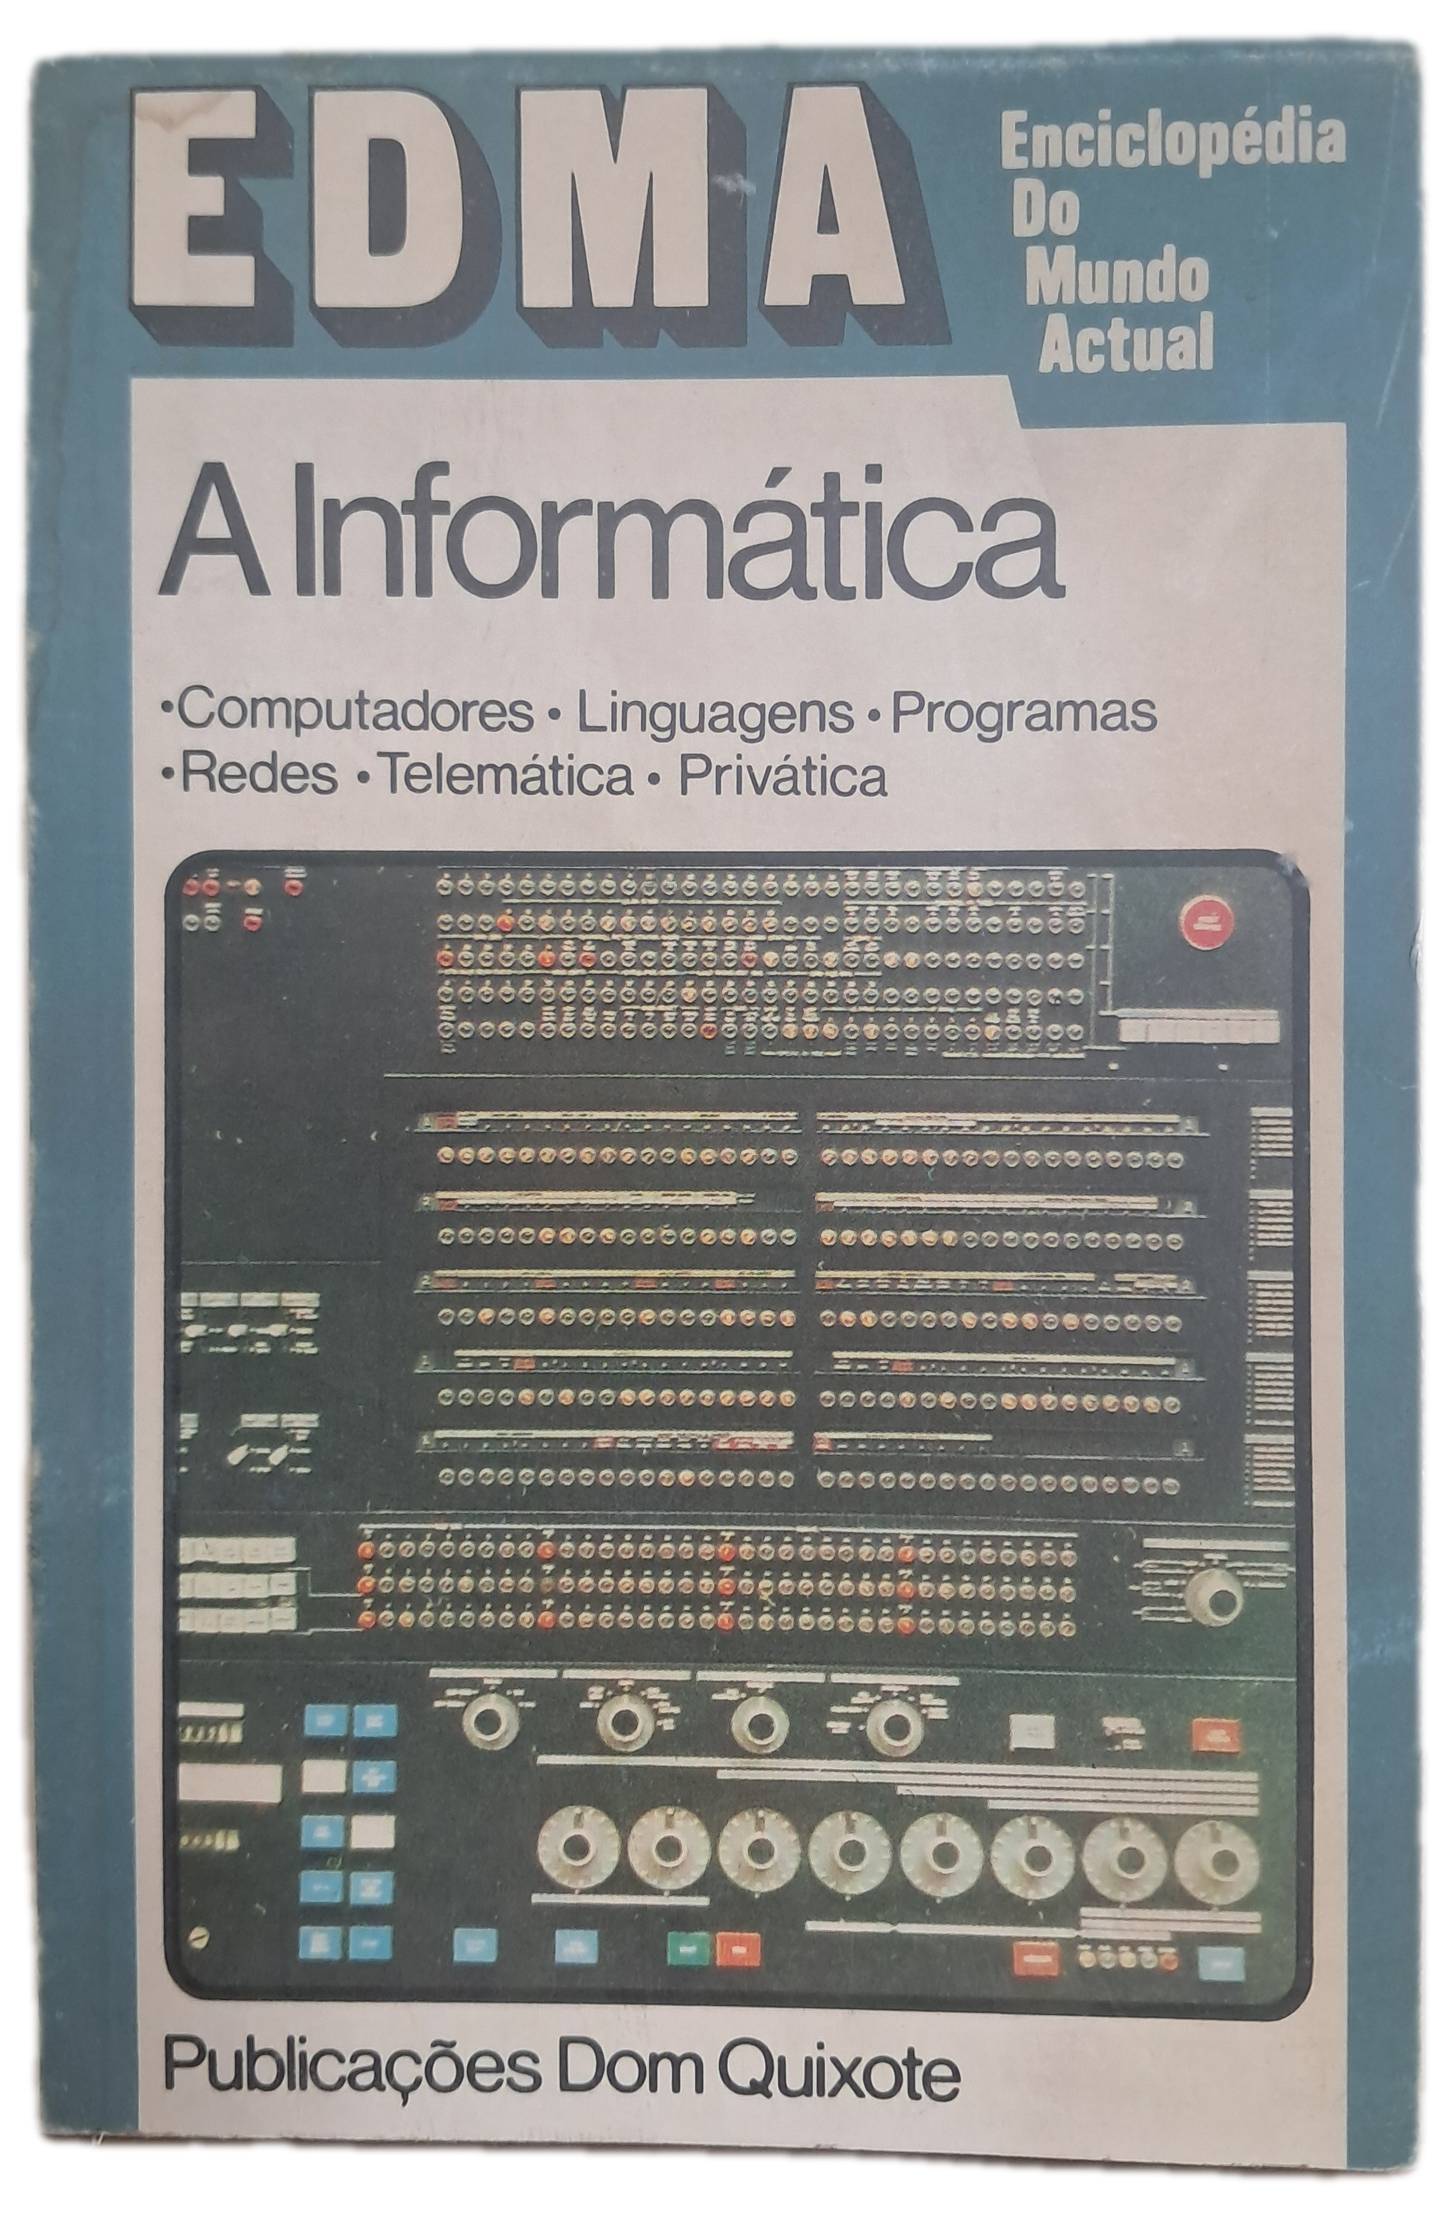 EDMA
Enciclopédia
Do
Mundo
Actual
A Informática
•Computadores • Linguagens • Programas
•Redes • Telemática • Privática
Publicações Dom Quixote